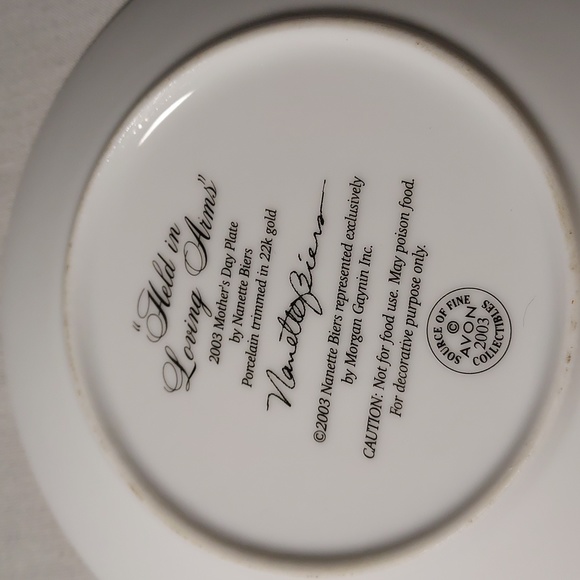 "Held in
Loving Arms"
2003 Mother's Day Plate
by Nanette Biers
Porcelain trimmed in 22k gold
Nanette Biers
©2003 Nanette Biers represented exclusively
by Morgan Gaynin Inc.
CAUTION: Not for food use. May poison food.
For decorative purpose only.
SOURCE OF FINE
©
AVON
2003
COLLECTIBLES